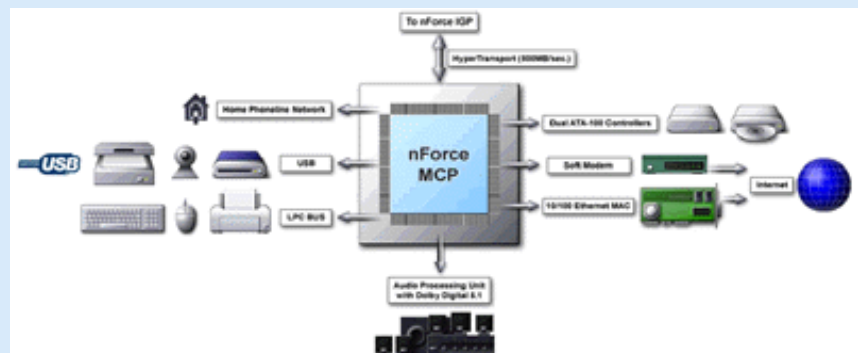 To nForce IGP
HyperTransport (800MB/sec.)
Home Phoneline Network
Dual ATA-100 Controllers
USB
USB
nForce
MCP
Soft Modem
Internet
LPC BUS
10/100 Ethernet MAC
Audio Processing Unit
with Dolby Digital 5.1